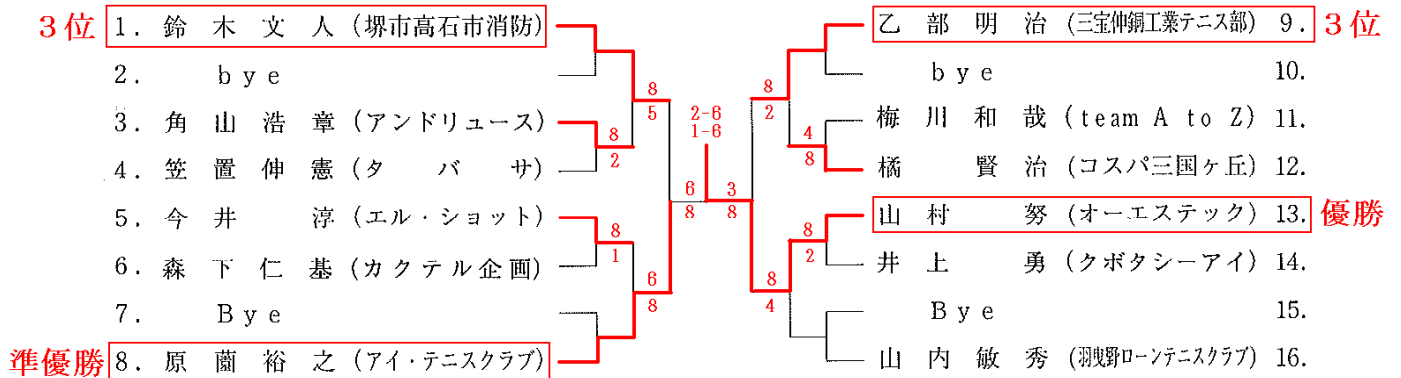 3位 1. 鈴木文人 (堺市高石市消防)
2. bye
3. 角山浩章 (アンドリュース)
4. 笠置伸憲 (タバサ)
5. 今井淳 (エル・ショット)
6. 森下仁基 (カクテル企画)
7. Bye
準優勝 8. 原薗裕之 (アイ・テニスクラブ)
8
5
8
2
8
1
6
8
6
8
2-6
1-6
3
8
8
2
4
8
8
2
8
4
乙部明治 (三宝伸銅工業テニス部) 9. 3位
bye 10.
梅川和哉 (team A to Z) 11.
橘賢治 (コスパ三国ヶ丘) 12.
山村努 (オーエステック) 13. 優勝
井上勇 (クボタシーアイ) 14.
Bye 15.
山内敏秀 (羽曳野ローンテニスクラブ) 16.